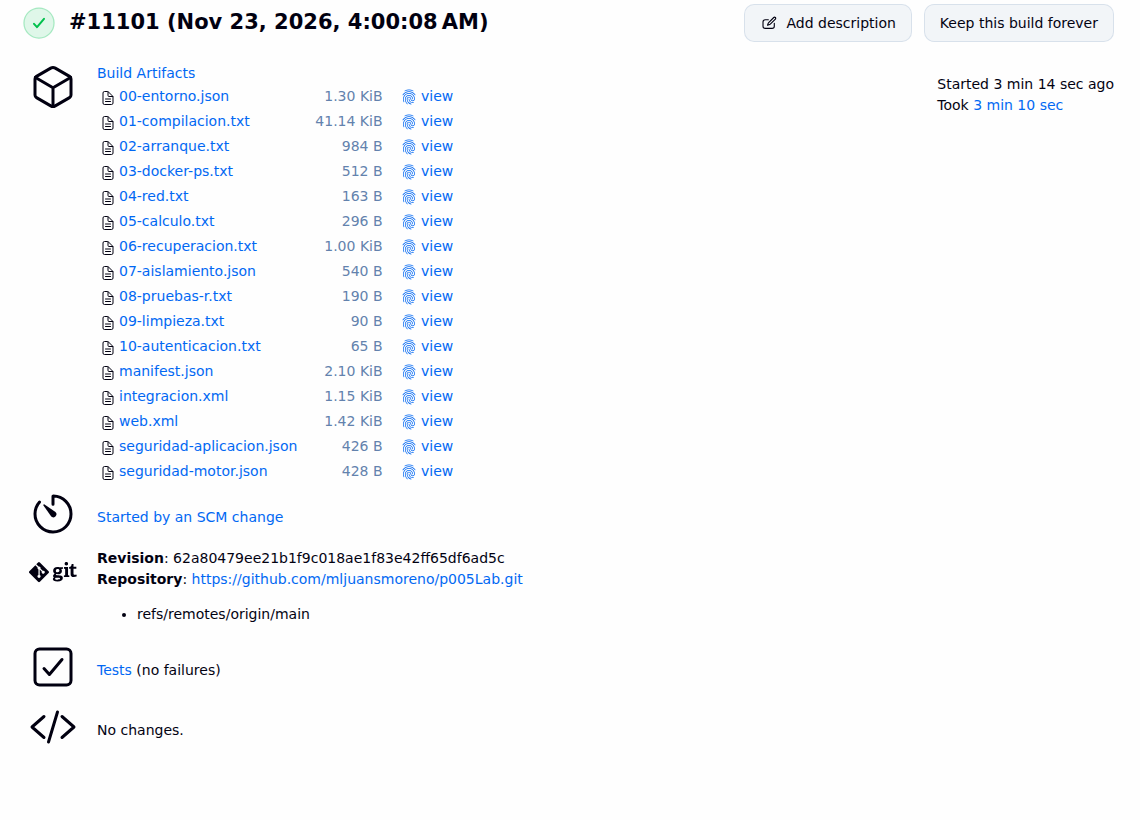 #11101 (Nov 23, 2026, 4:00:08 AM)
Add description
Keep this build forever
Started 3 min 14 sec ago
Took 3 min 10 sec
Build Artifacts
00-entorno.json 1.30 KiB view
01-compilacion.txt 41.14 KiB view
02-arranque.txt 984 B view
03-docker-ps.txt 512 B view
04-red.txt 163 B view
05-calculo.txt 296 B view
06-recuperacion.txt 1.00 KiB view
07-aislamiento.json 540 B view
08-pruebas-r.txt 190 B view
09-limpieza.txt 90 B view
10-autenticacion.txt 65 B view
manifest.json 2.10 KiB view
integracion.xml 1.15 KiB view
web.xml 1.42 KiB view
seguridad-aplicacion.json 426 B view
seguridad-motor.json 428 B view
Started by an SCM change
git
Revision: 62a80479ee21b1f9c018ae1f83e42ff65df6ad5c
Repository: https://github.com/mljuansmoreno/p005Lab.git
• refs/remotes/origin/main
Tests (no failures)
No changes.